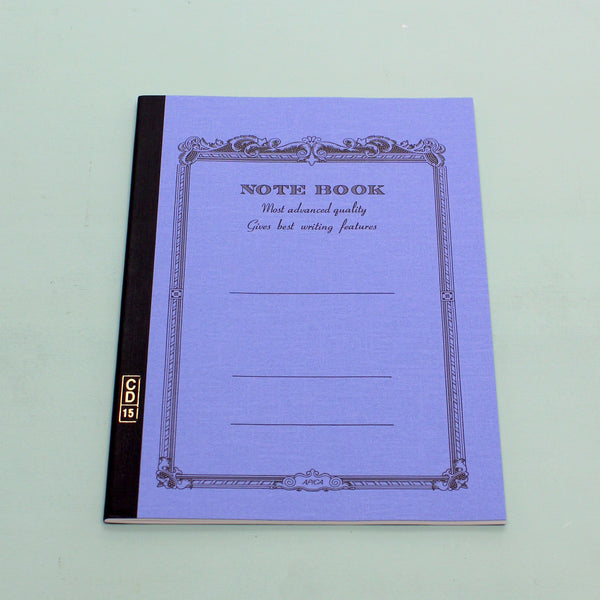 NOTE BOOK
Most advanced quality
Gives best writing features
CD
15
APICA